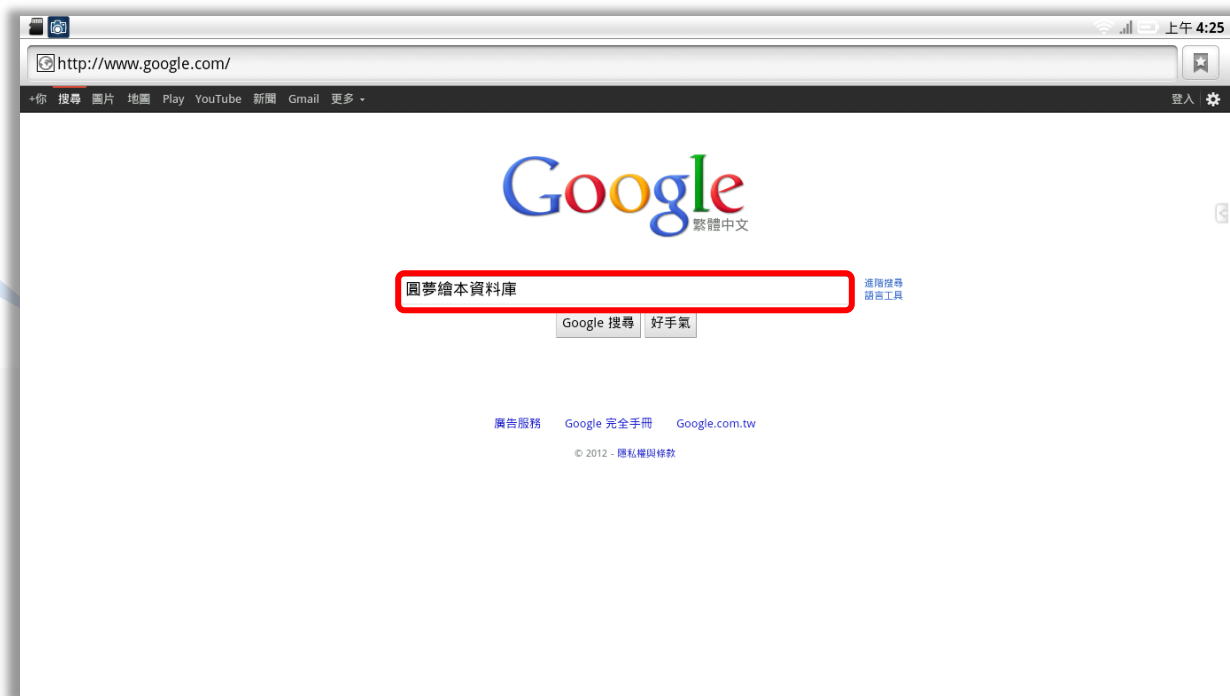 上午 4:25
http://www.google.com/
+你 搜尋 圖片 地圖 Play YouTube 新聞 Gmail 更多 登入
Google
繁體中文
圓夢繪本資料庫
進階搜尋
語言工具
Google 搜尋 好手氣
廣告服務 Google 完全手冊 Google.com.tw
© 2012 - 隱私權與條款